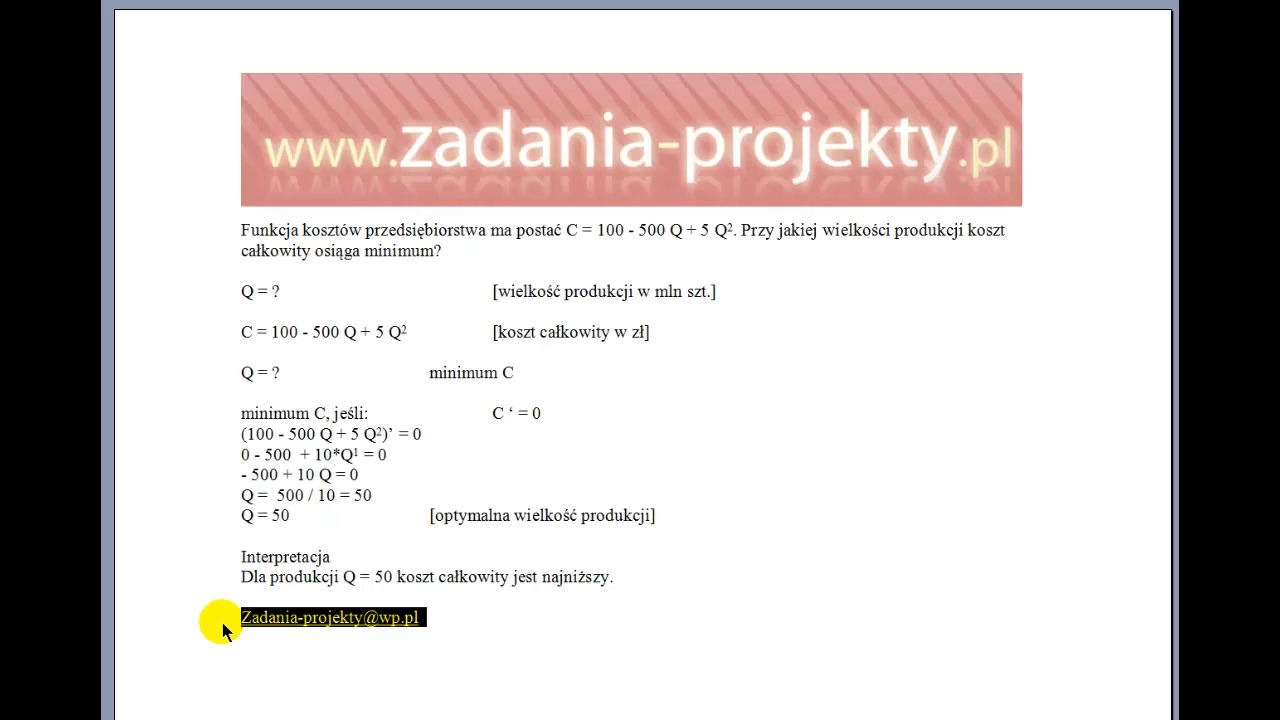 www.zadania-projekty.pl
Funkcja kosztów przedsiębiorstwa ma postać C = 100 - 500 Q + 5 Q². Przy jakiej wielkości produkcji koszt
całkowity osiąga minimum?
Q = ? [wielkość produkcji w mln szt.]
C = 100 - 500 Q + 5 Q² [koszt całkowity w zł]
Q = ? minimum C
minimum C, jeśli: C ‘ = 0
(100 - 500 Q + 5 Q²)’ = 0
0 - 500 + 10*Q¹ = 0
- 500 + 10 Q = 0
Q = 500 / 10 = 50
Q = 50 [optymalna wielkość produkcji]
Interpretacja
Dla produkcji Q = 50 koszt całkowity jest najniższy.
Zadania-projekty@wp.pl